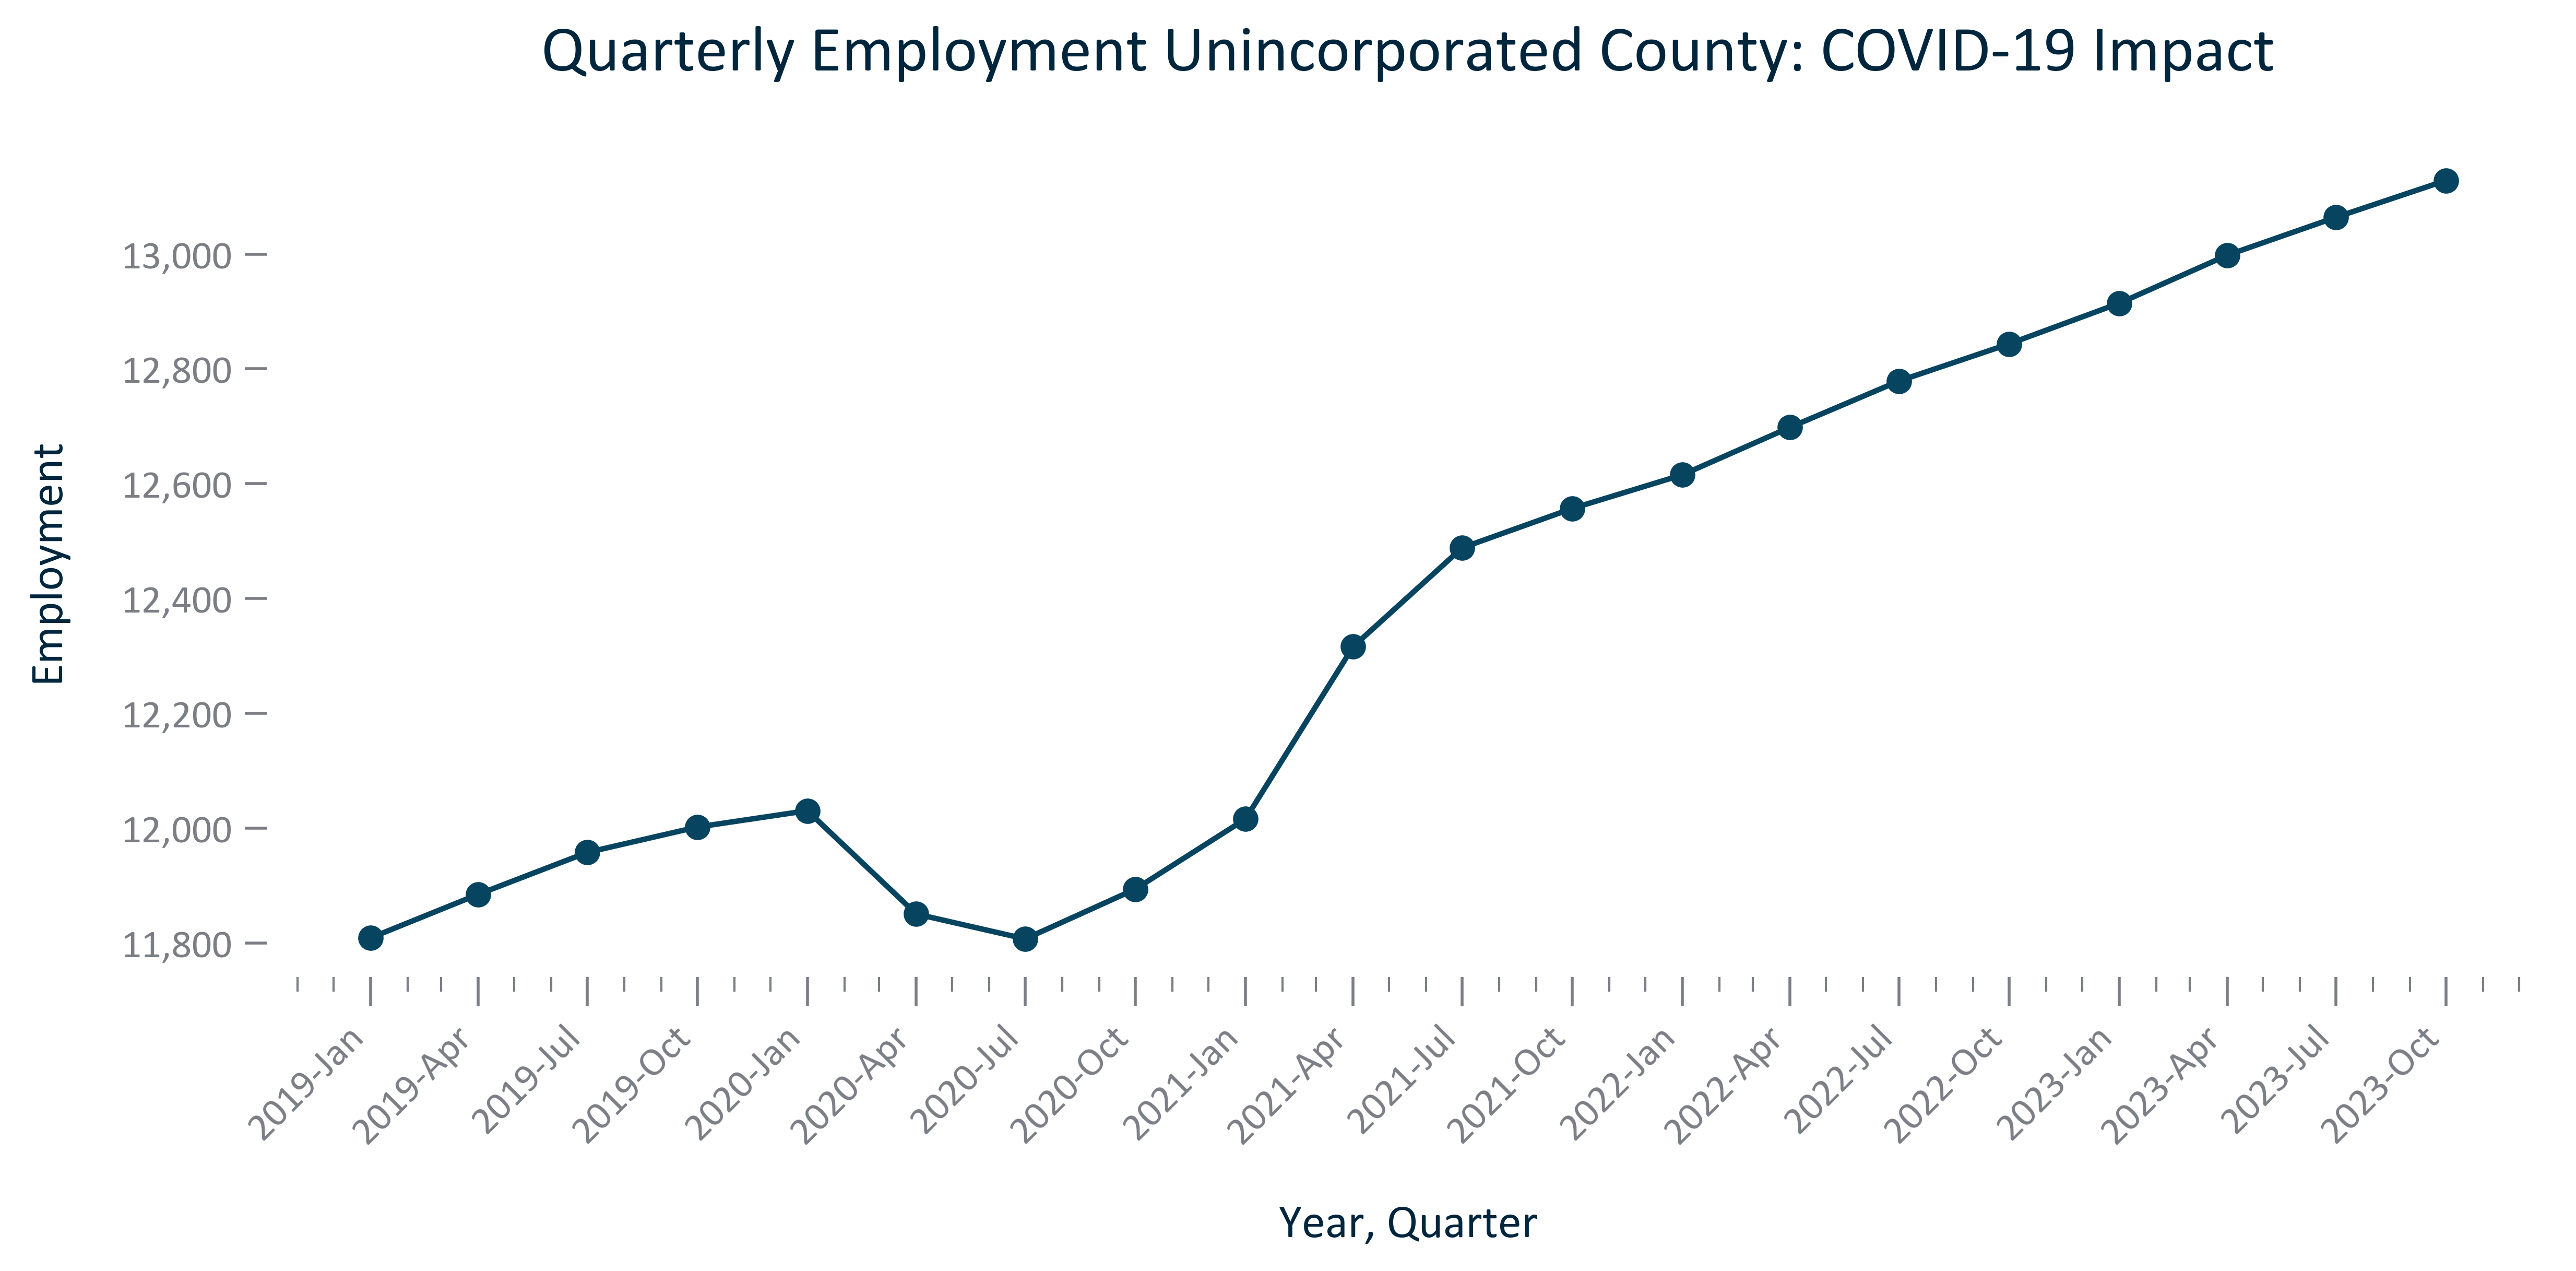 Quarterly Employment Unincorporated County: COVID-19 Impact
Employment
13,000
12,800
12,600
12,400
12,200
12,000
11,800
2019-Jan
2019-Apr
2019-Jul
2019-Oct
2020-Jan
2020-Apr
2020-Jul
2020-Oct
2021-Jan
2021-Apr
2021-Jul
2021-Oct
2022-Jan
2022-Apr
2022-Jul
2022-Oct
2023-Jan
2023-Apr
2023-Jul
2023-Oct
Year, Quarter